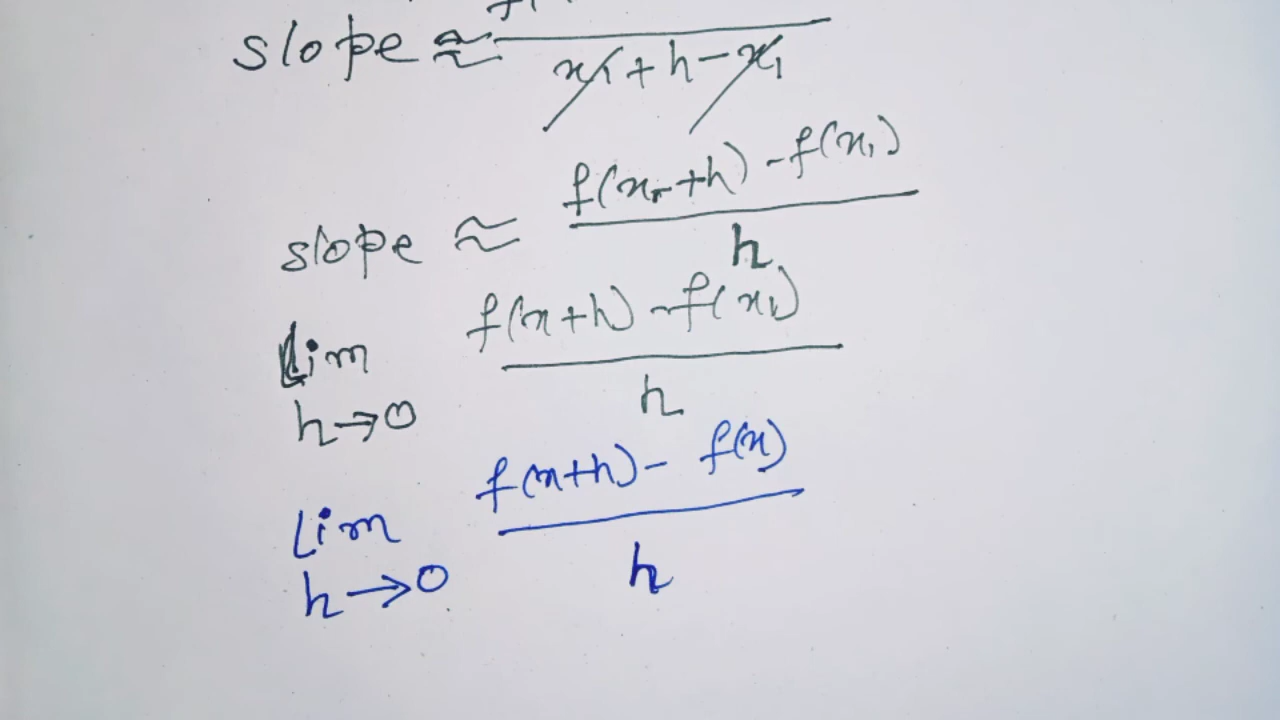 slope ≈
x₁ + h - x₁
f(x₁+h) - f(x₁)
slope ≈
h
f(x+h) - f(x₁)
Lim
h
h→0
f(x+h) - f(x)
Lim
h
h→0